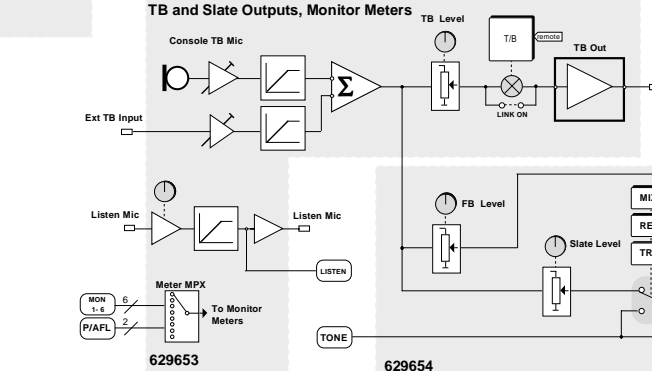 TB and Slate Outputs, Monitor Meters
TB Level
T/B
remote
Console TB Mic
TB Out
Σ
LINK ON
Ext TB Input
FB Level
Listen Mic
Listen Mic
Slate Level
LISTEN
Meter MPX
MON
1- 6
6
To Monitor
Meters
P/AFL
2
TONE
629653
629654